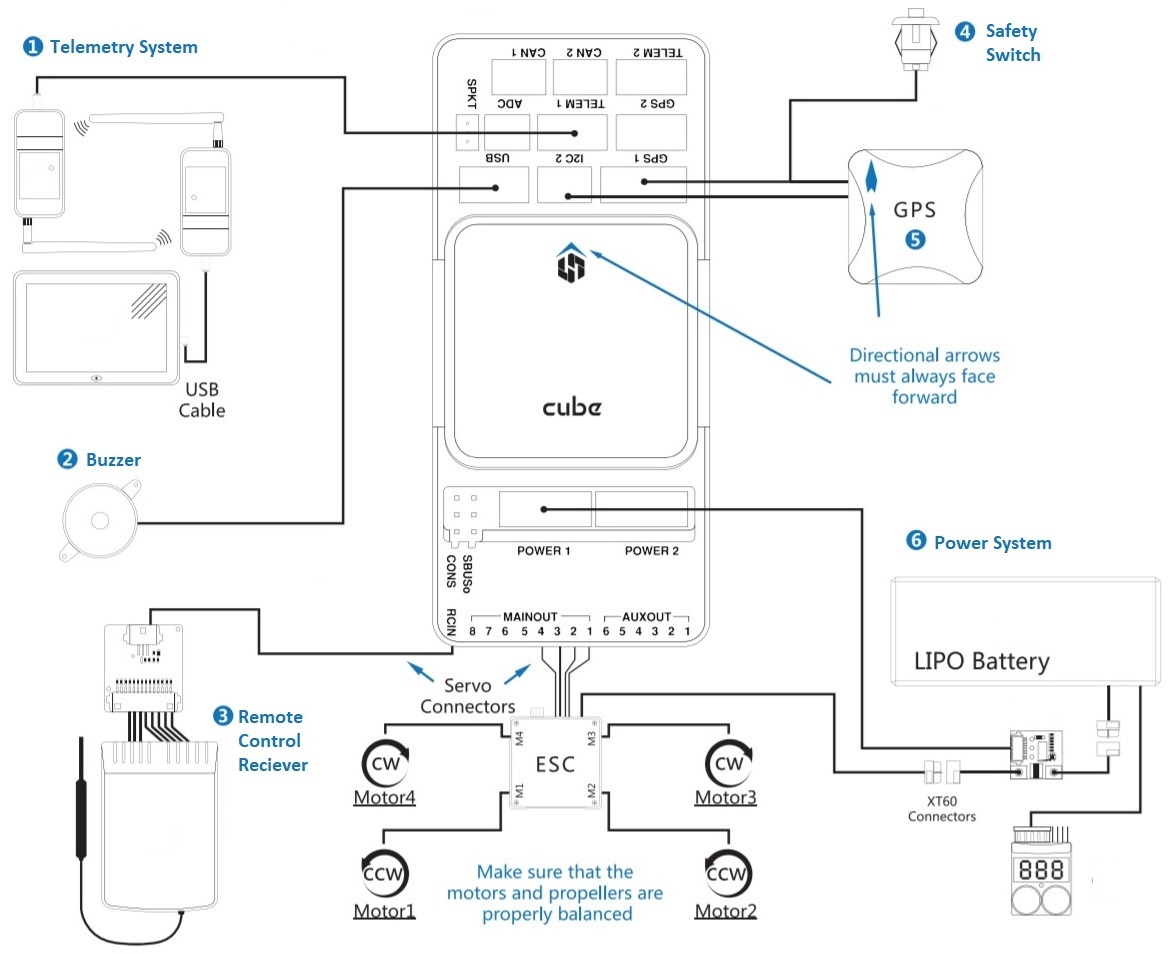 1 Telemetry System
4 Safety
Switch
CAN 1
CAN 2
TELEM 2
SPKT
ADC
TELEM 1
GPS 2
USB
I2C 2
GPS 1
GPS
5
USB
Cable
Directional arrows
must always face
forward
cube
2 Buzzer
POWER 1
POWER 2
6 Power System
CONS
SBUSo
RCIN
MAINOUT
AUXOUT
8 7 6 5 4 3 2 1
6 5 4 3 2 1
LIPO Battery
Servo
Connectors
3 Remote
Control
Reciever
M4
M3
ESC
M1
M2
CW
Motor4
CW
Motor3
XT60
Connectors
CCW
Motor1
CCW
Motor2
Make sure that the
motors and propellers are
properly balanced
888